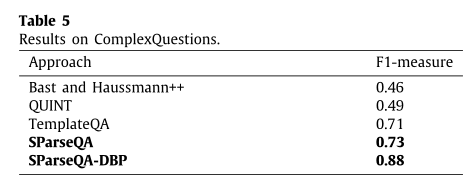 Table 5
Results on ComplexQuestions.
Approach F1-measure
Bast and Haussmann++ 0.46
QUINT 0.49
TemplateQA 0.71
SParseQA 0.73
SParseQA-DBP 0.88